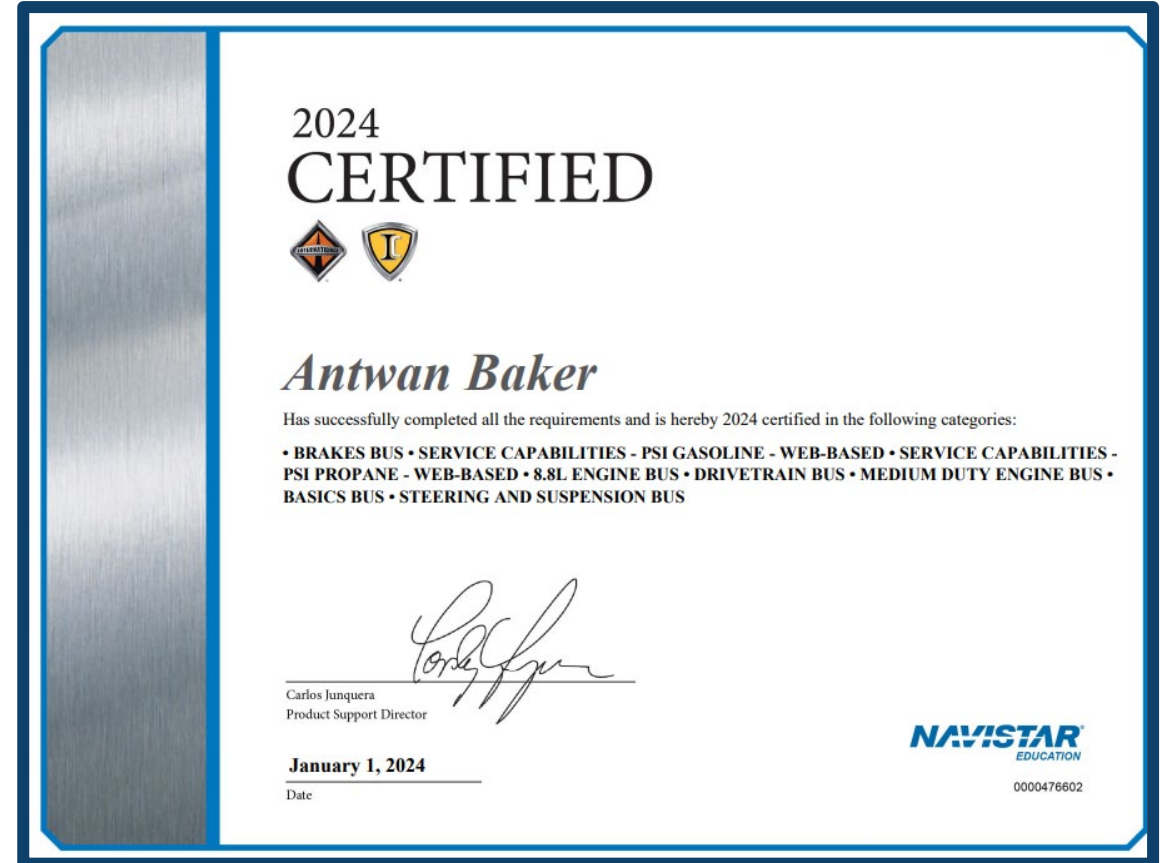 2024
CERTIFIED
INTERNATIONAL
Antwan Baker
Has successfully completed all the requirements and is hereby 2024 certified in the following categories:
• BRAKES BUS • SERVICE CAPABILITIES - PSI GASOLINE - WEB-BASED • SERVICE CAPABILITIES -
PSI PROPANE - WEB-BASED • 8.8L ENGINE BUS • DRIVETRAIN BUS • MEDIUM DUTY ENGINE BUS •
BASICS BUS • STEERING AND SUSPENSION BUS
Carlos Junquera
Product Support Director
January 1, 2024
Date
NAVISTAR®
EDUCATION
0000476602